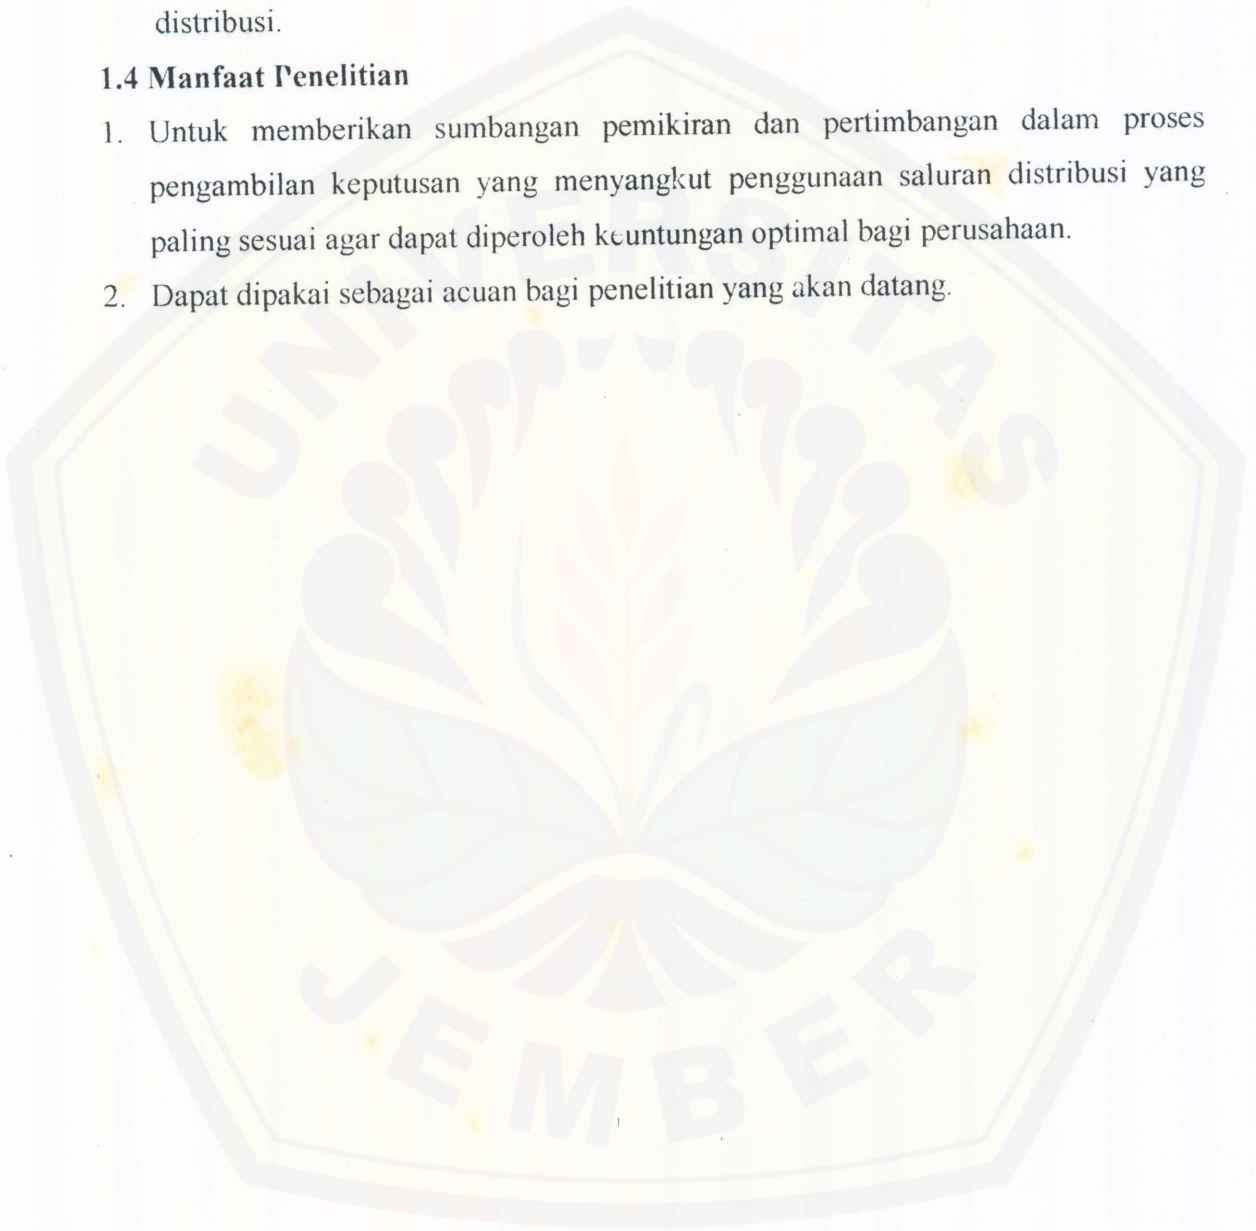 distribusi.
1.4 Manfaat Penelitian
1. Untuk memberikan sumbangan pemikiran dan pertimbangan dalam proses
pengambilan keputusan yang menyangkut penggunaan saluran distribusi yang
paling sesuai agar dapat diperoleh keuntungan optimal bagi perusahaan.
2. Dapat dipakai sebagai acuan bagi penelitian yang akan datang.
UNIVERSITAS
JEMBER